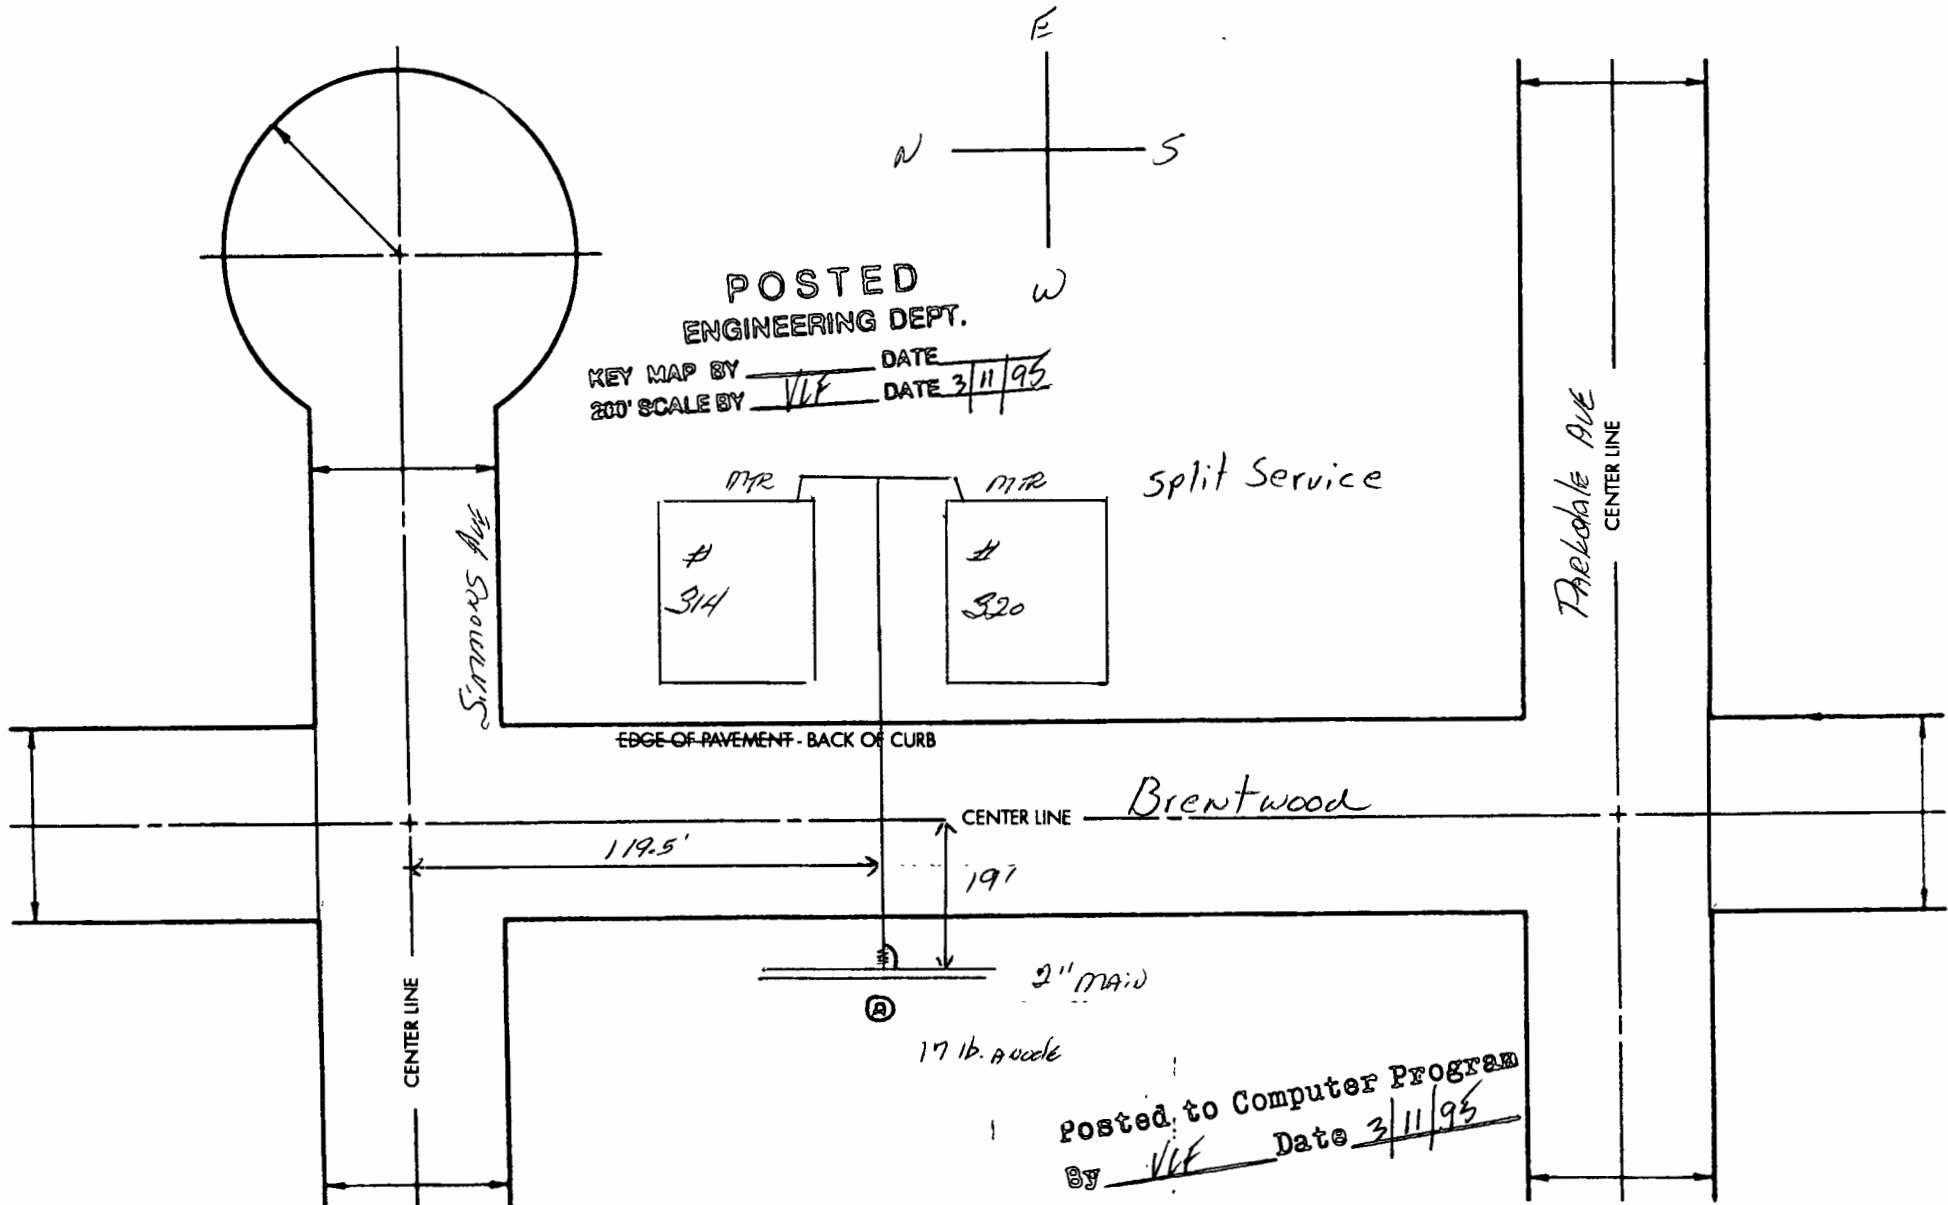 E
N
S
W
POSTED
ENGINEERING DEPT.
KEY MAP BY DATE
200' SCALE BY VLF DATE 3/11/95
MTR
MTR
split Service
# 314
# 320
Simmons Ave
Parkdale Ave
CENTER LINE
EDGE OF PAVEMENT - BACK OF CURB
CENTER LINE
Brentwood
119.5'
19'
2" Main
A
17 lb. Anode
CENTER LINE
Posted to Computer Program
By VLF Date 3/11/95